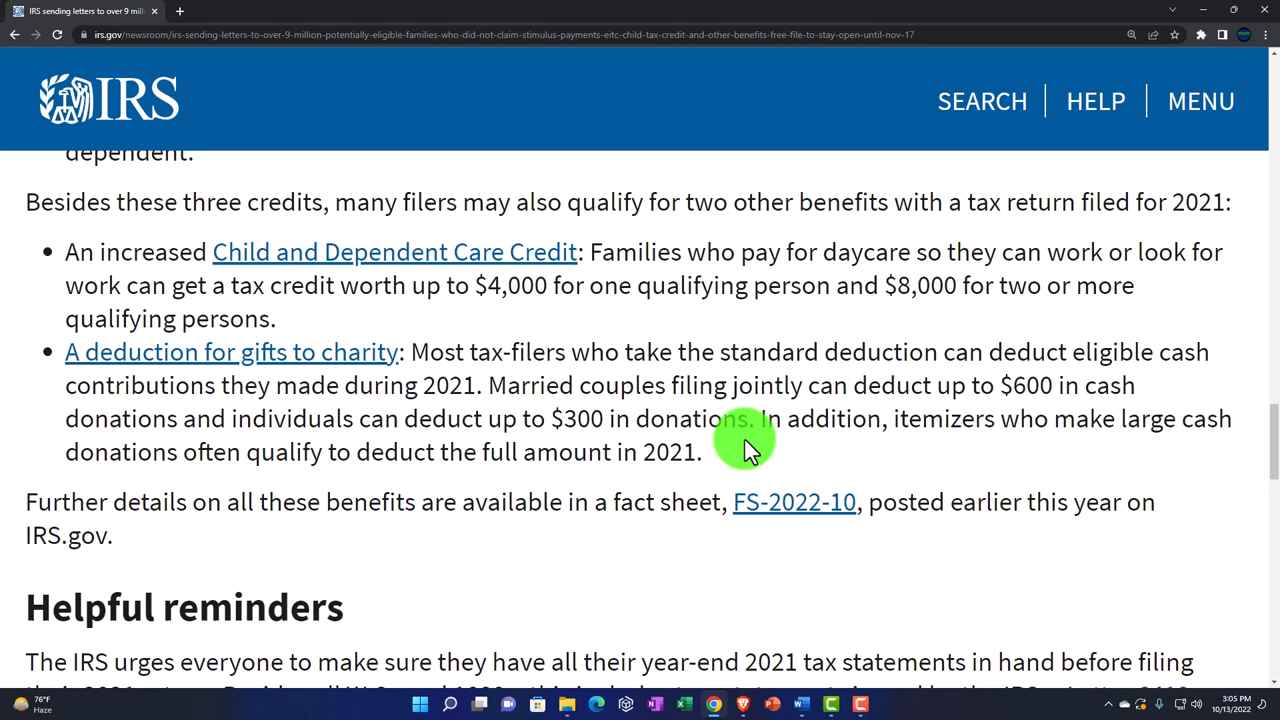 IRS sending letters to over 9 mill
irs.gov/newsroom/irs-sending-letters-to-over-9-million-potentially-eligible-families-who-did-not-claim-stimulus-payments-eitc-child-tax-credit-and-other-benefits-free-file-to-stay-open-until-nov-17
IRS
SEARCH
HELP
MENU
dependent.
Besides these three credits, many filers may also qualify for two other benefits with a tax return filed for 2021:
• An increased Child and Dependent Care Credit: Families who pay for daycare so they can work or look for
work can get a tax credit worth up to $4,000 for one qualifying person and $8,000 for two or more
qualifying persons.
• A deduction for gifts to charity: Most tax-filers who take the standard deduction can deduct eligible cash
contributions they made during 2021. Married couples filing jointly can deduct up to $600 in cash
donations and individuals can deduct up to $300 in donations. In addition, itemizers who make large cash
donations often qualify to deduct the full amount in 2021.
Further details on all these benefits are available in a fact sheet, FS-2022-10, posted earlier this year on
IRS.gov.
Helpful reminders
The IRS urges everyone to make sure they have all their year-end 2021 tax statements in hand before filing
76°F
Haze
3:05 PM
10/13/2022